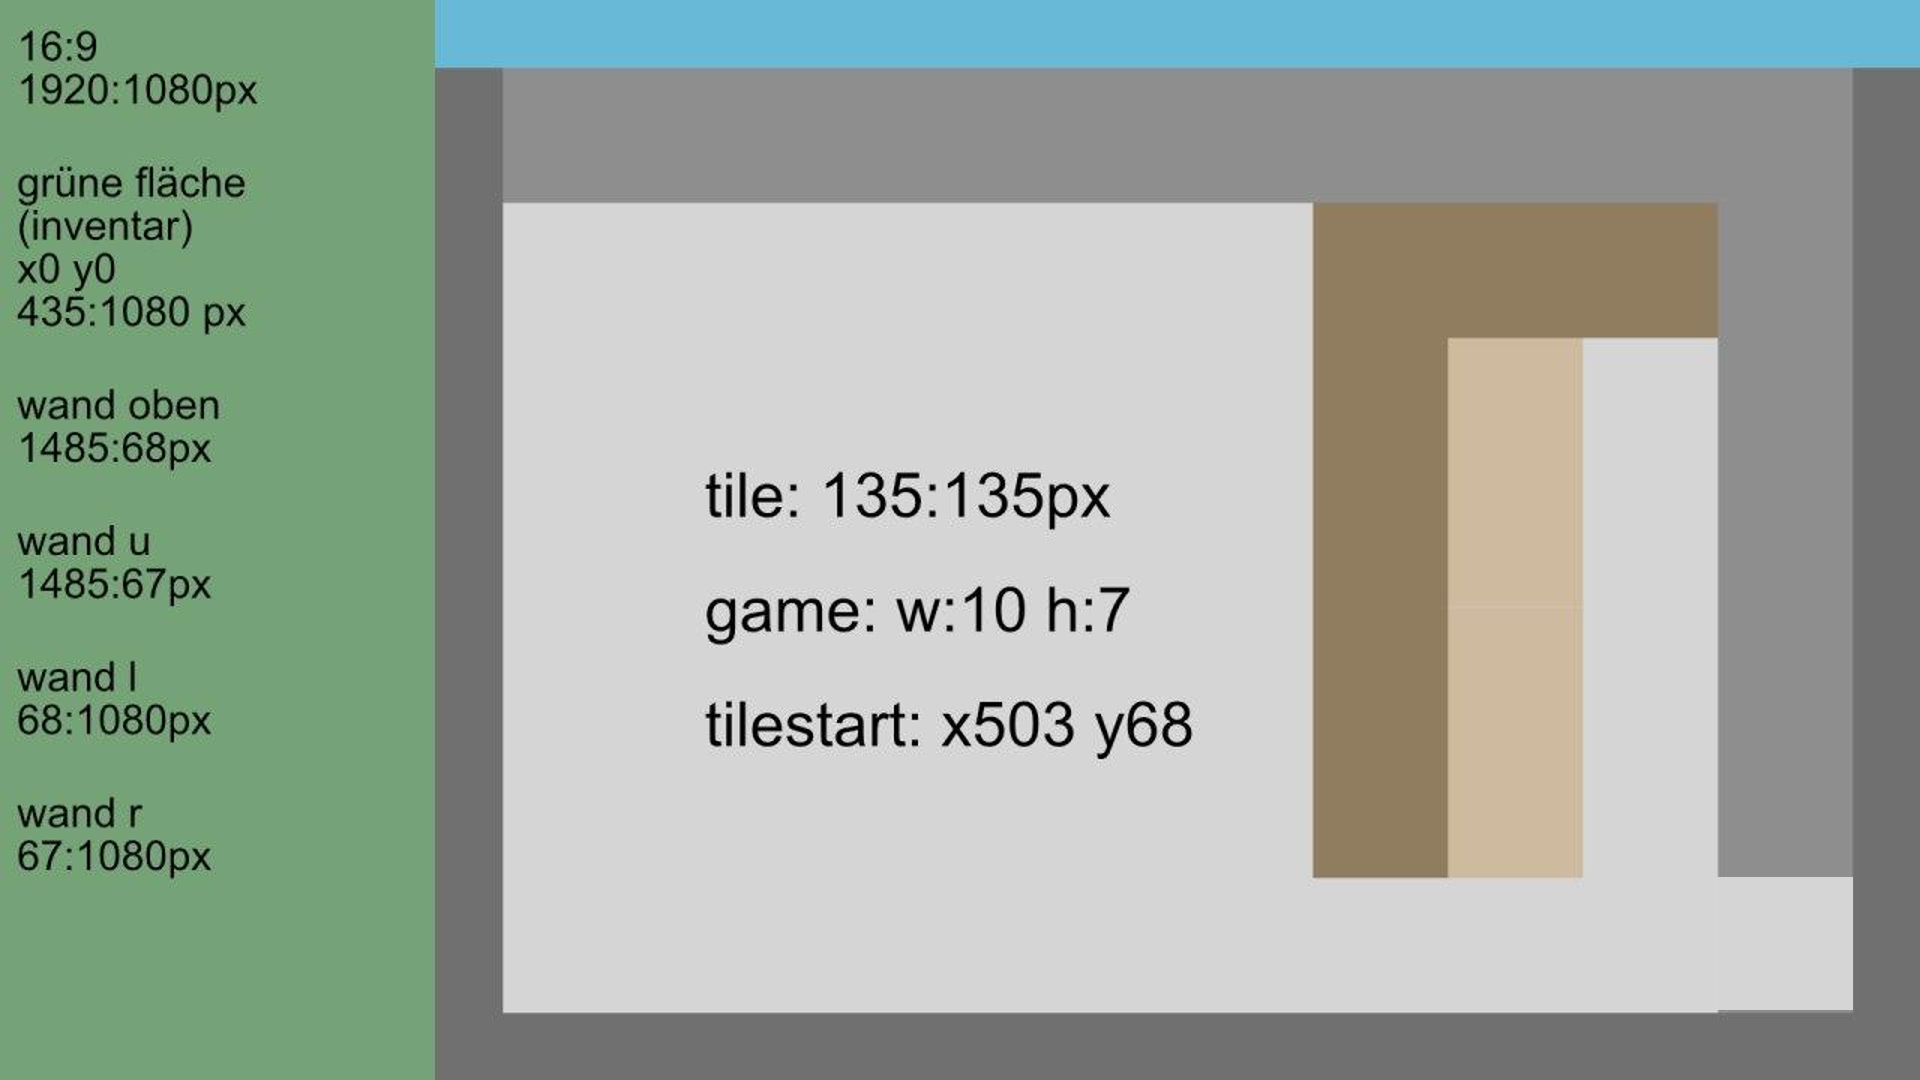 16:9
1920:1080px
grüne fläche
(inventar)
x0 y0
435:1080 px
wand oben
1485:68px
wand u
1485:67px
wand l
68:1080px
wand r
67:1080px
tile: 135:135px
game: w:10 h:7
tilestart: x503 y68